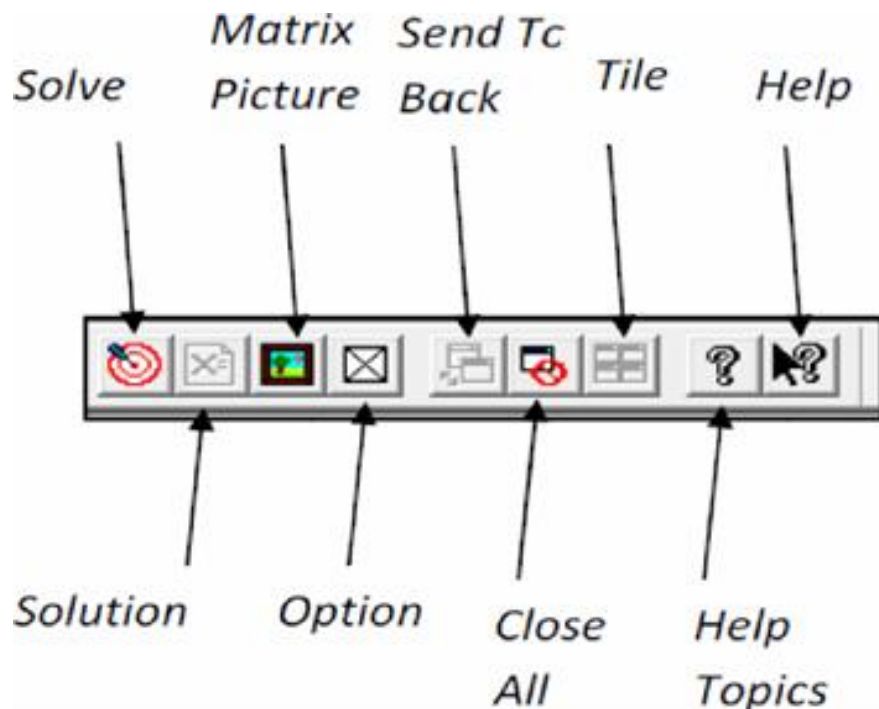 Solve
Matrix
Picture
Send Tc
Back
Tile
Help
Solution
Option
Close
All
Help
Topics